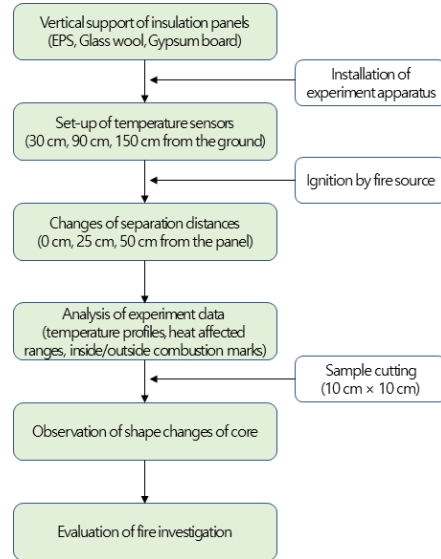 Vertical support of insulation panels
(EPS, Glass wool, Gypsum board)
Installation of
experiment apparatus
Set-up of temperature sensors
(30 cm, 90 cm, 150 cm from the ground)
Ignition by fire source
Changes of separation distances
(0 cm, 25 cm, 50 cm from the panel)
Analysis of experiment data
(temperature profiles, heat affected
ranges, inside/outside combustion marks)
Sample cutting
(10 cm × 10 cm)
Observation of shape changes of core
Evaluation of fire investigation